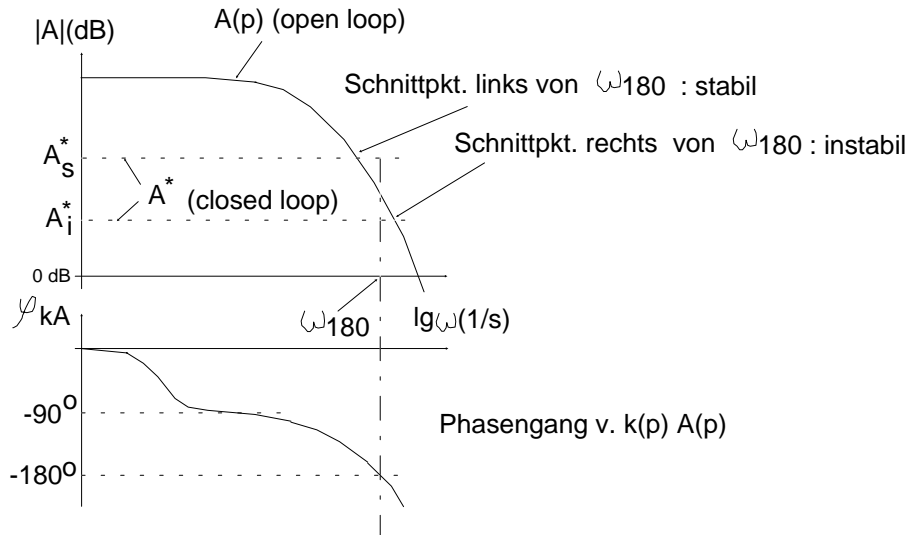 |A|(dB)
A(p) (open loop)
Schnittpkt. links von ω180 : stabil
Schnittpkt. rechts von ω180 : instabil
A*s
A* (closed loop)
A*i
0 dB
ω180
lgω(1/s)
φkA
-90°
Phasengang v. k(p) A(p)
-180°